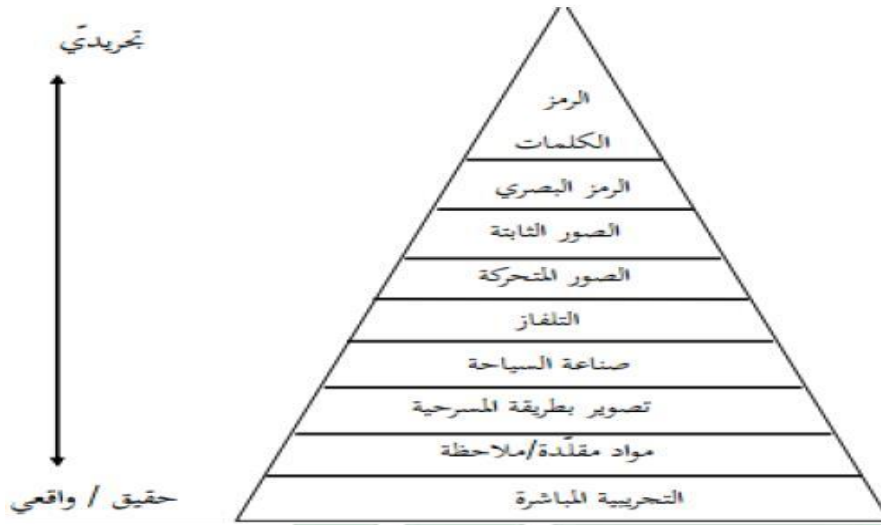 تجريديّ
الرمز
الكلمات
الرمز البصري
الصور الثابتة
الصور المتحركة
التلفاز
صناعة السياحة
تصوير بطريقة المسرحية
مواد مقلّدة/ملاحظة
التجريبية المباشرة
حقيق / واقعي